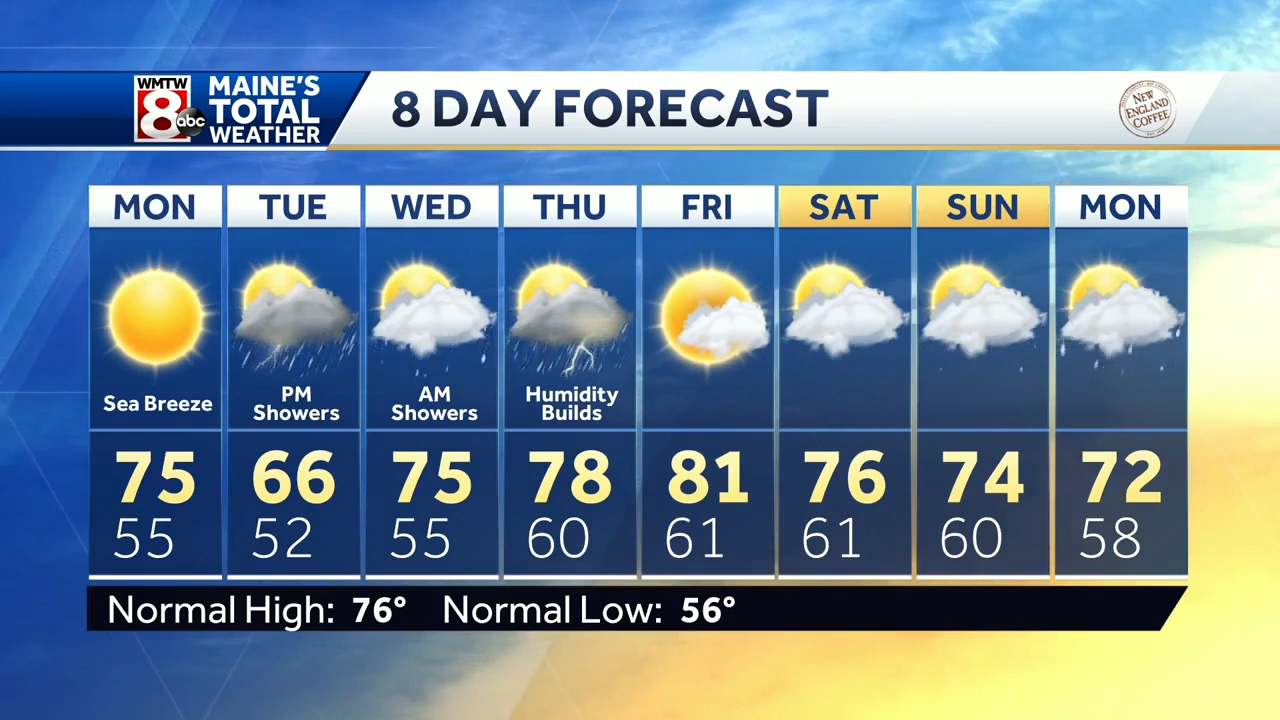 WMTW
8
abc
MAINE'S
TOTAL
WEATHER
8 DAY FORECAST
NEW
ENGLAND
COFFEE
MON TUE WED THU FRI SAT SUN MON
Sea Breeze
PM
Showers
AM
Showers
Humidity
Builds
75 66 75 78 81 76 74 72
55 52 55 60 61 61 60 58
Normal High: 76° Normal Low: 56°